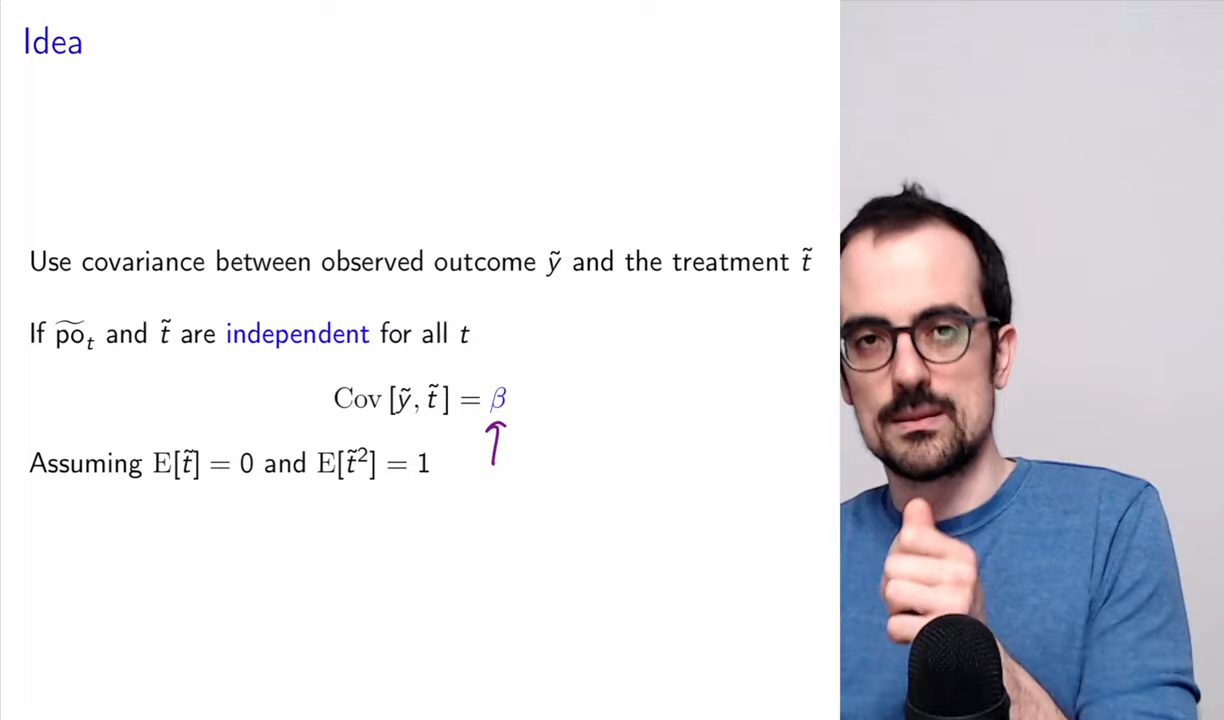 Idea
Use covariance between observed outcome ỹ and the treatment t̃
If p͠oₜ and t̃ are independent for all t
Cov [ỹ, t̃] = β
Assuming E[t̃] = 0 and E[t̃²] = 1